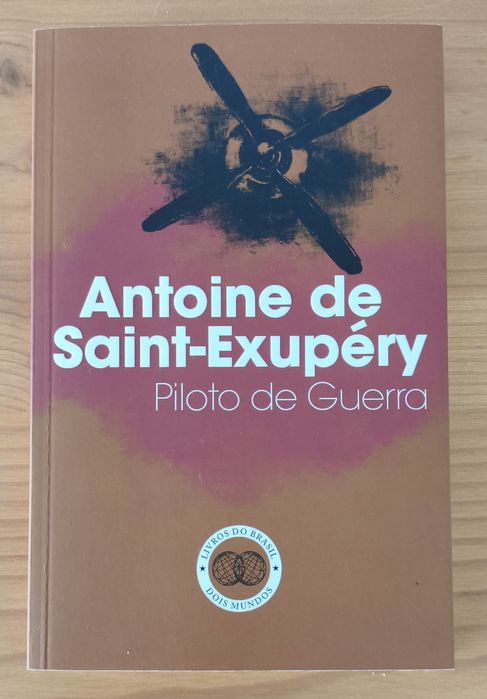 Antoine de
Saint-Exupéry
Piloto de Guerra
LIVROS DO BRASIL
DOIS MUNDOS